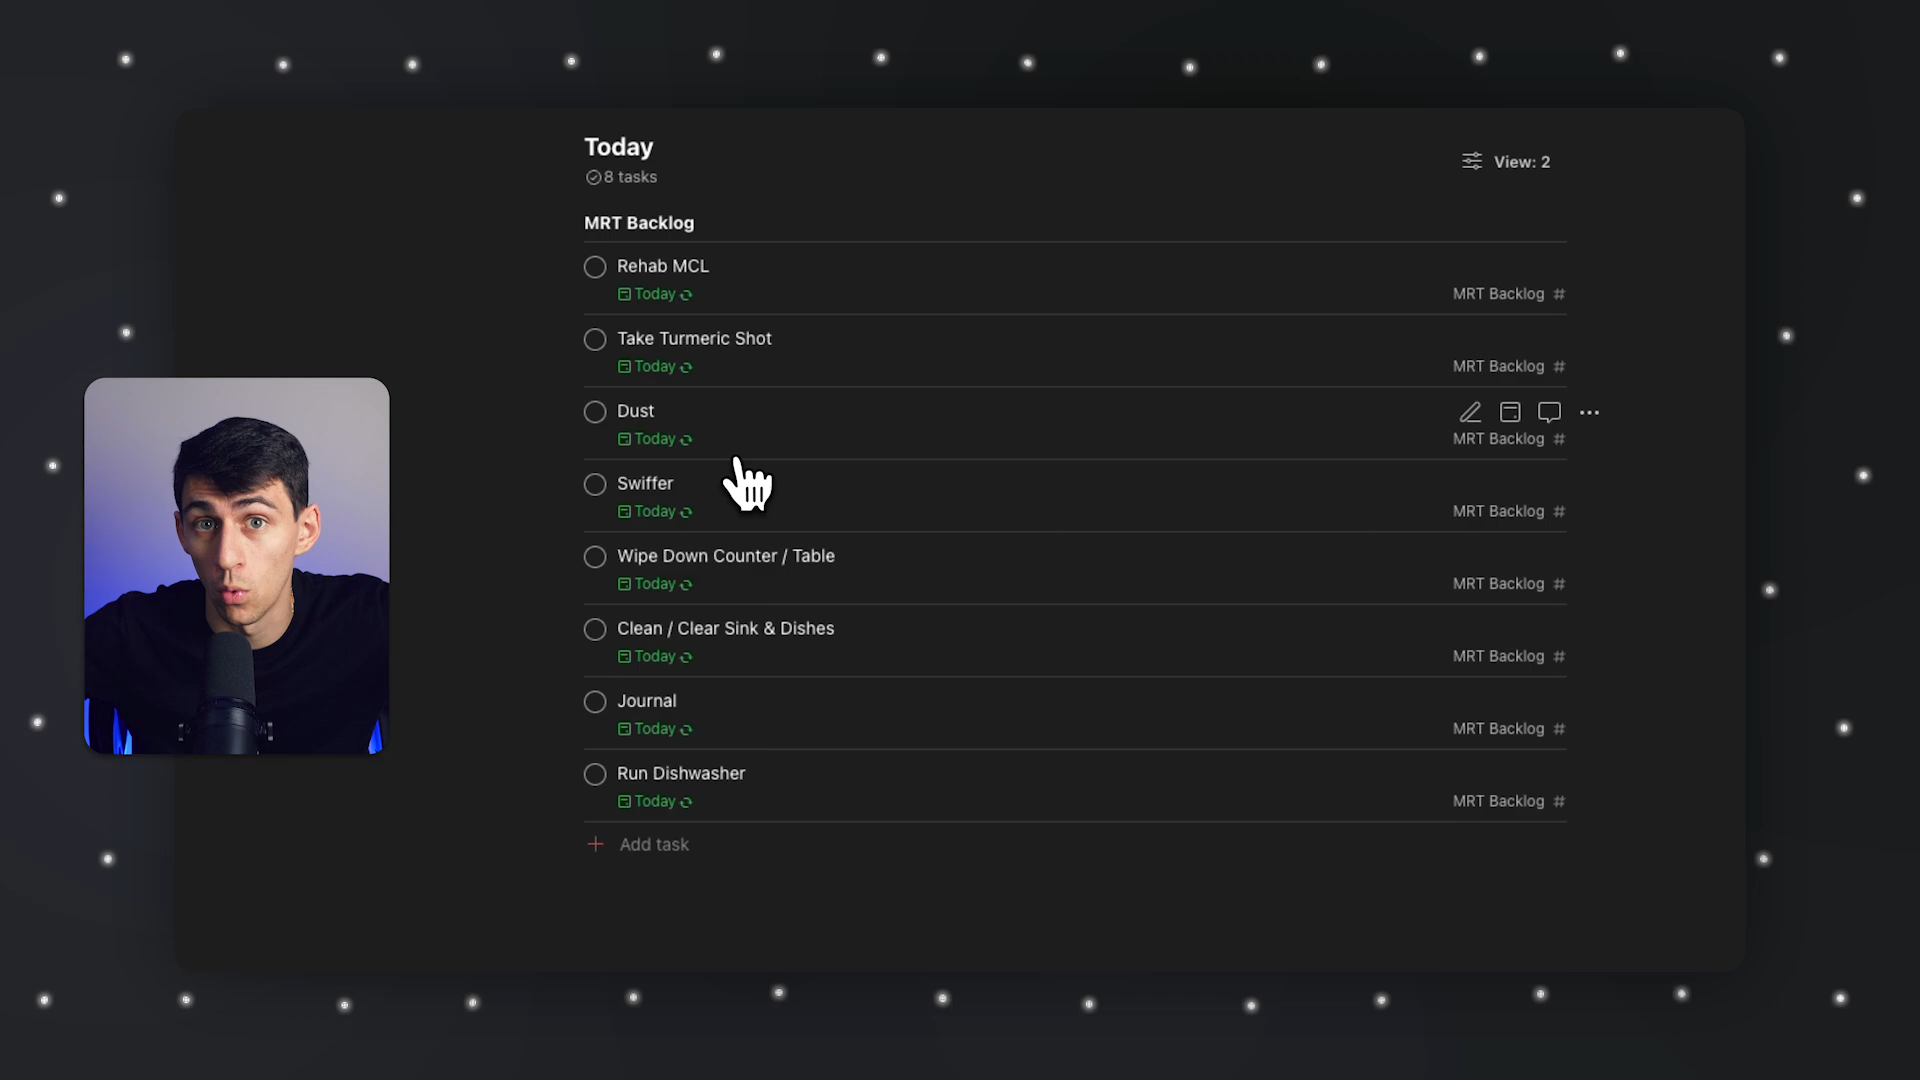 Today
8 tasks
View: 2
MRT Backlog
Rehab MCL
Today
MRT Backlog #
Take Turmeric Shot
Today
MRT Backlog #
Dust
Today
MRT Backlog #
Swiffer
Today
MRT Backlog #
Wipe Down Counter / Table
Today
MRT Backlog #
Clean / Clear Sink & Dishes
Today
MRT Backlog #
Journal
Today
MRT Backlog #
Run Dishwasher
Today
MRT Backlog #
+ Add task